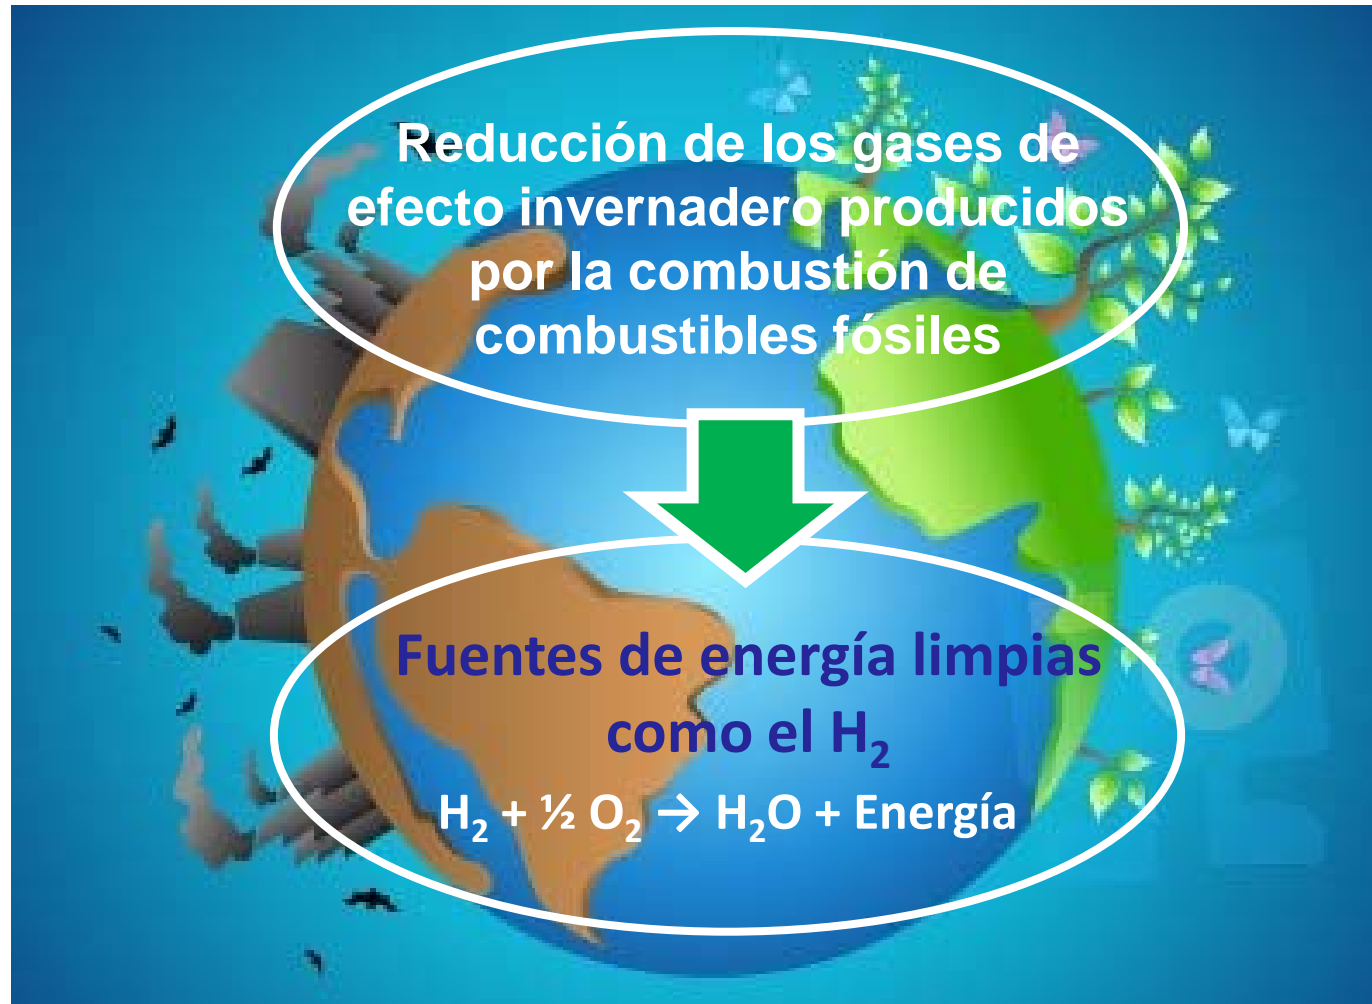 Reducción de los gases de
efecto invernadero producidos
por la combustión de
combustibles fósiles
Fuentes de energía limpias
como el H₂
H₂ + ½ O₂ → H₂O + Energía